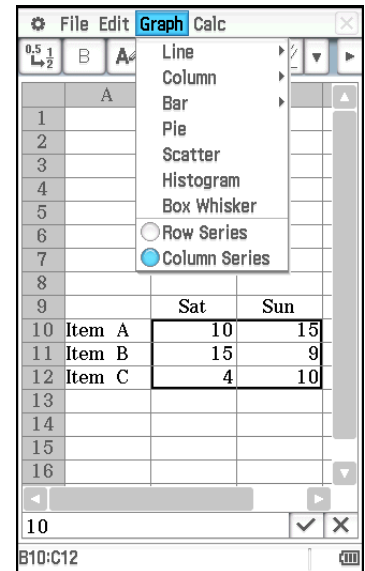 File Edit Graph Calc
0.5 1 2 B A
Line
Column
Bar
Pie
Scatter
Histogram
Box Whisker
Row Series
Column Series
A
1
2
3
4
5
6
7
8
9 Sat Sun
10 Item A 10 15
11 Item B 15 9
12 Item C 4 10
13
14
15
16
10
B10:C12